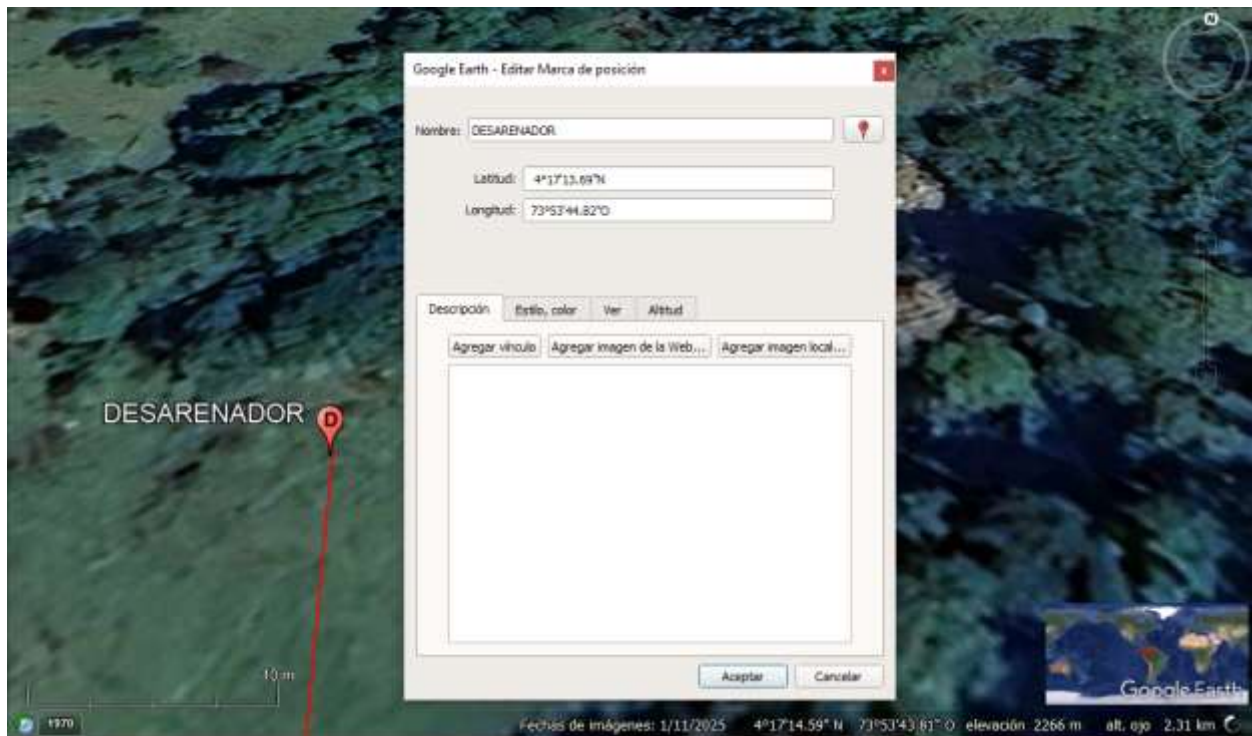 N
Google Earth - Editar Marca de posición
Nombre: DESARENADOR
Latitud: 4°17'13.69"N
Longitud: 73°53'44.82"O
Descripción Estilo, color Ver Altitud
Agregar vínculo Agregar imagen de la Web... Agregar imagen local...
DESARENADOR D
10 m
Aceptar Cancelar
Google Earth
1970 Fechas de imágenes: 1/11/2025 4°17'14.59" N 73°53'43.81" O elevación 2266 m alt. ojo 2.31 km